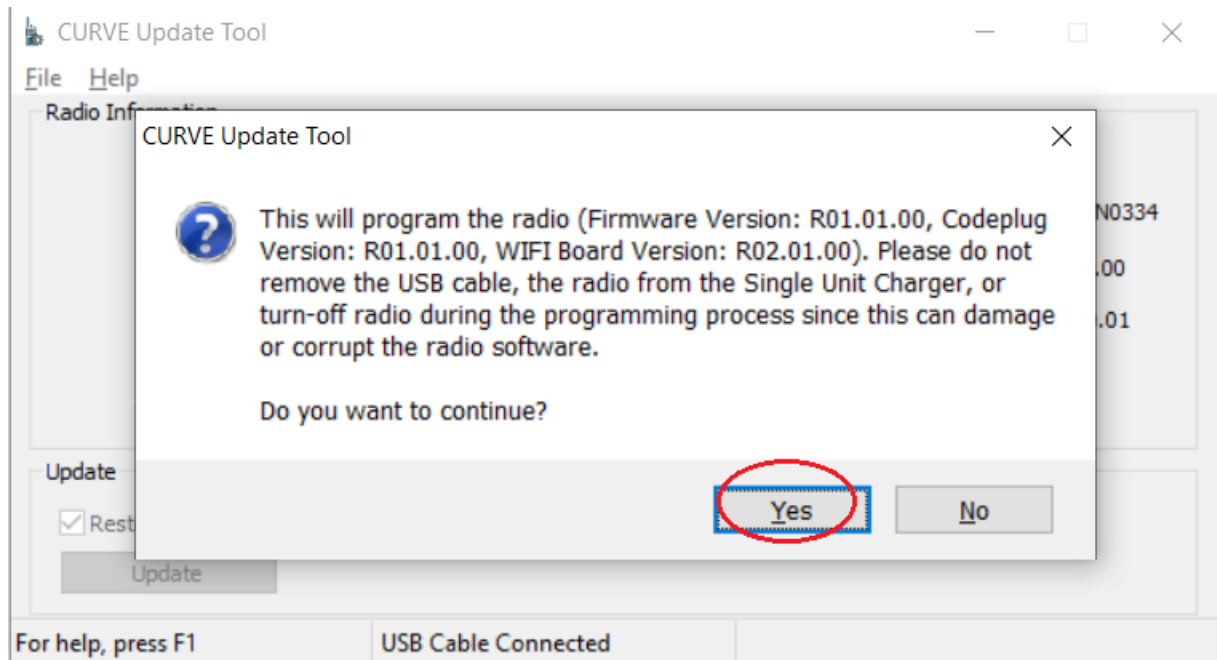 CURVE Update Tool
File Help
Radio Information
CURVE Update Tool
This will program the radio (Firmware Version: R01.01.00, Codeplug
Version: R01.01.00, WIFI Board Version: R02.01.00). Please do not
remove the USB cable, the radio from the Single Unit Charger, or
turn-off radio during the programming process since this can damage
or corrupt the radio software.
Do you want to continue?
Yes No
N0334
.00
.01
Update
Rest
Update
For help, press F1 USB Cable Connected